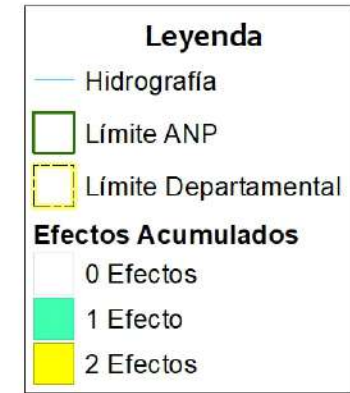 Leyenda
Hidrografía
Límite ANP
Límite Departamental
Efectos Acumulados
0 Efectos
1 Efecto
2 Efectos